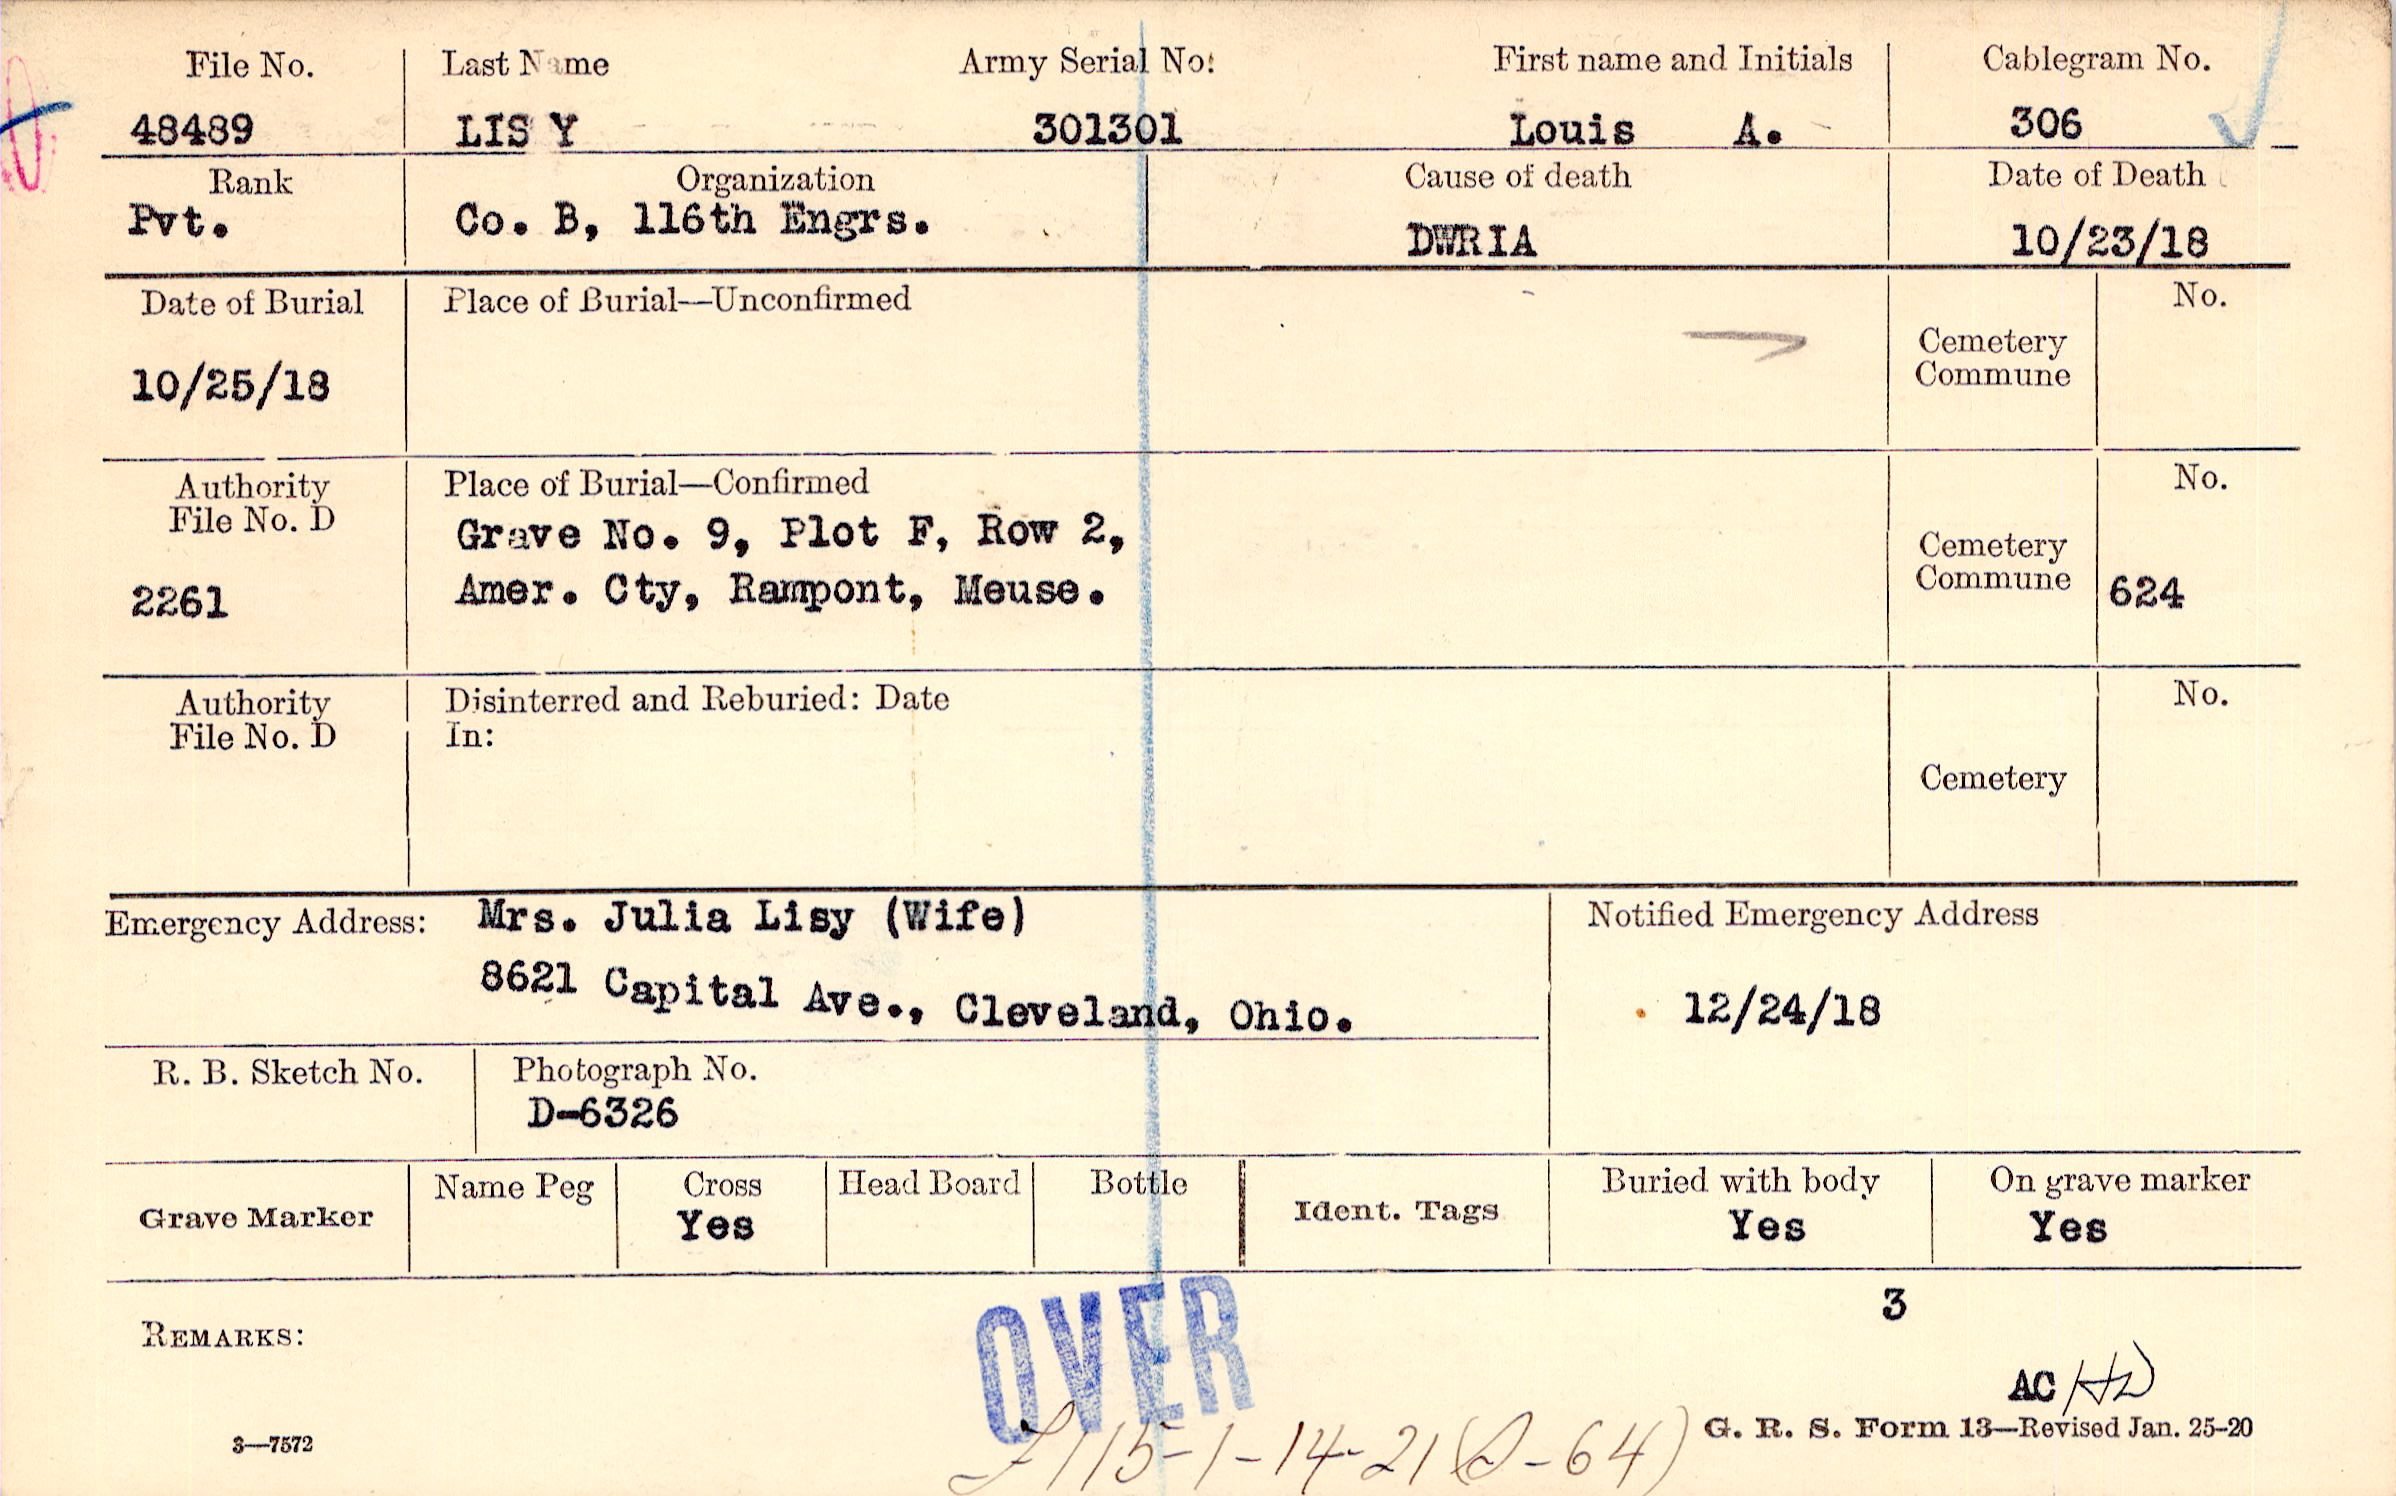 File No. Last Name Army Serial No. First name and Initials Cablegram No.
48489 LISY 301301 Louis A. 306
Rank Organization Cause of death Date of Death
Pvt. Co. B, 116th Engrs. DWRIA 10/23/18
Date of Burial Place of Burial—Unconfirmed No.
Cemetery
Commune
10/25/18
Authority Place of Burial—Confirmed No.
File No. D
Grave No. 9, Plot F, Row 2,
Cemetery
Commune
2261 Amer. Cty, Rampont, Meuse. 624
Authority Disinterred and Reburied: Date No.
File No. D In:
Cemetery
Emergency Address: Mrs. Julia Lisy (Wife) Notified Emergency Address
8621 Capital Ave., Cleveland, Ohio. 12/24/18
R. B. Sketch No. Photograph No.
D-6326
Grave Marker Name Peg Cross Head Board Bottle Ident. Tags Buried with body On grave marker
Yes Yes Yes
3
REMARKS:
OVER
AC
3—7572 G. R. S. Form 13—Revised Jan. 25-20
115-1-14-21 -64)